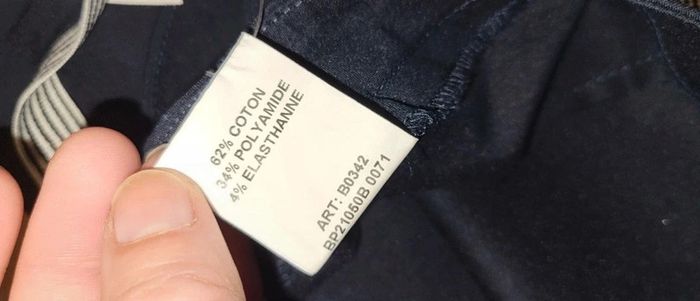 62% COTON
34% POLYAMIDE
4% ELASTHANNE
ART: B0342
BP21050B 0071